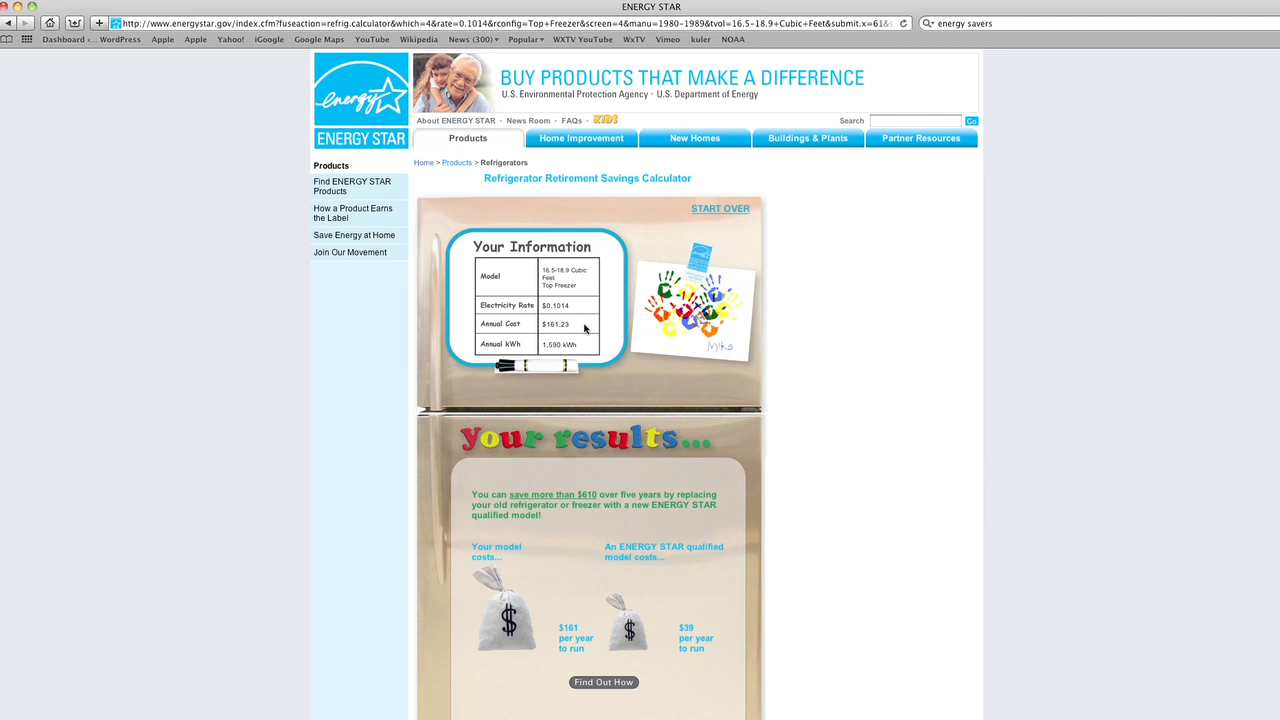 ENERGY STAR
http://www.energystar.gov/index.cfm?fuseaction=refrig.calculator&which=4&rate=0.1014&rconfig=Top+Freezer&screen=4&manu=1980-1989&tvol=16.5-18.9+Cubic+Feet&submit.x=61&s
energy savers
Dashboard ‹... WordPress Apple Apple Yahoo! iGoogle Google Maps YouTube Wikipedia News (300) Popular WXTV YouTube WxTV Vimeo kuler NOAA
energy
ENERGY STAR
BUY PRODUCTS THAT MAKE A DIFFERENCE
U.S. Environmental Protection Agency • U.S. Department of Energy
About ENERGY STAR • News Room • FAQs • KIDS
Search
Go
Products
Home Improvement
New Homes
Buildings & Plants
Partner Resources
Products
Find ENERGY STAR
Products
How a Product Earns
the Label
Save Energy at Home
Join Our Movement
Home > Products > Refrigerators
Refrigerator Retirement Savings Calculator
START OVER
Your Information
Model
16.5-18.9 Cubic
Feet
Top Freezer
Electricity Rate $0.1014
Annual Cost $161.23
Annual kWh 1,590 kWh
Miko
your results...
You can save more than $610 over five years by replacing
your old refrigerator or freezer with a new ENERGY STAR
qualified model!
Your model
costs...
$
$161
per year
to run
An ENERGY STAR qualified
model costs...
$
$39
per year
to run
Find Out How